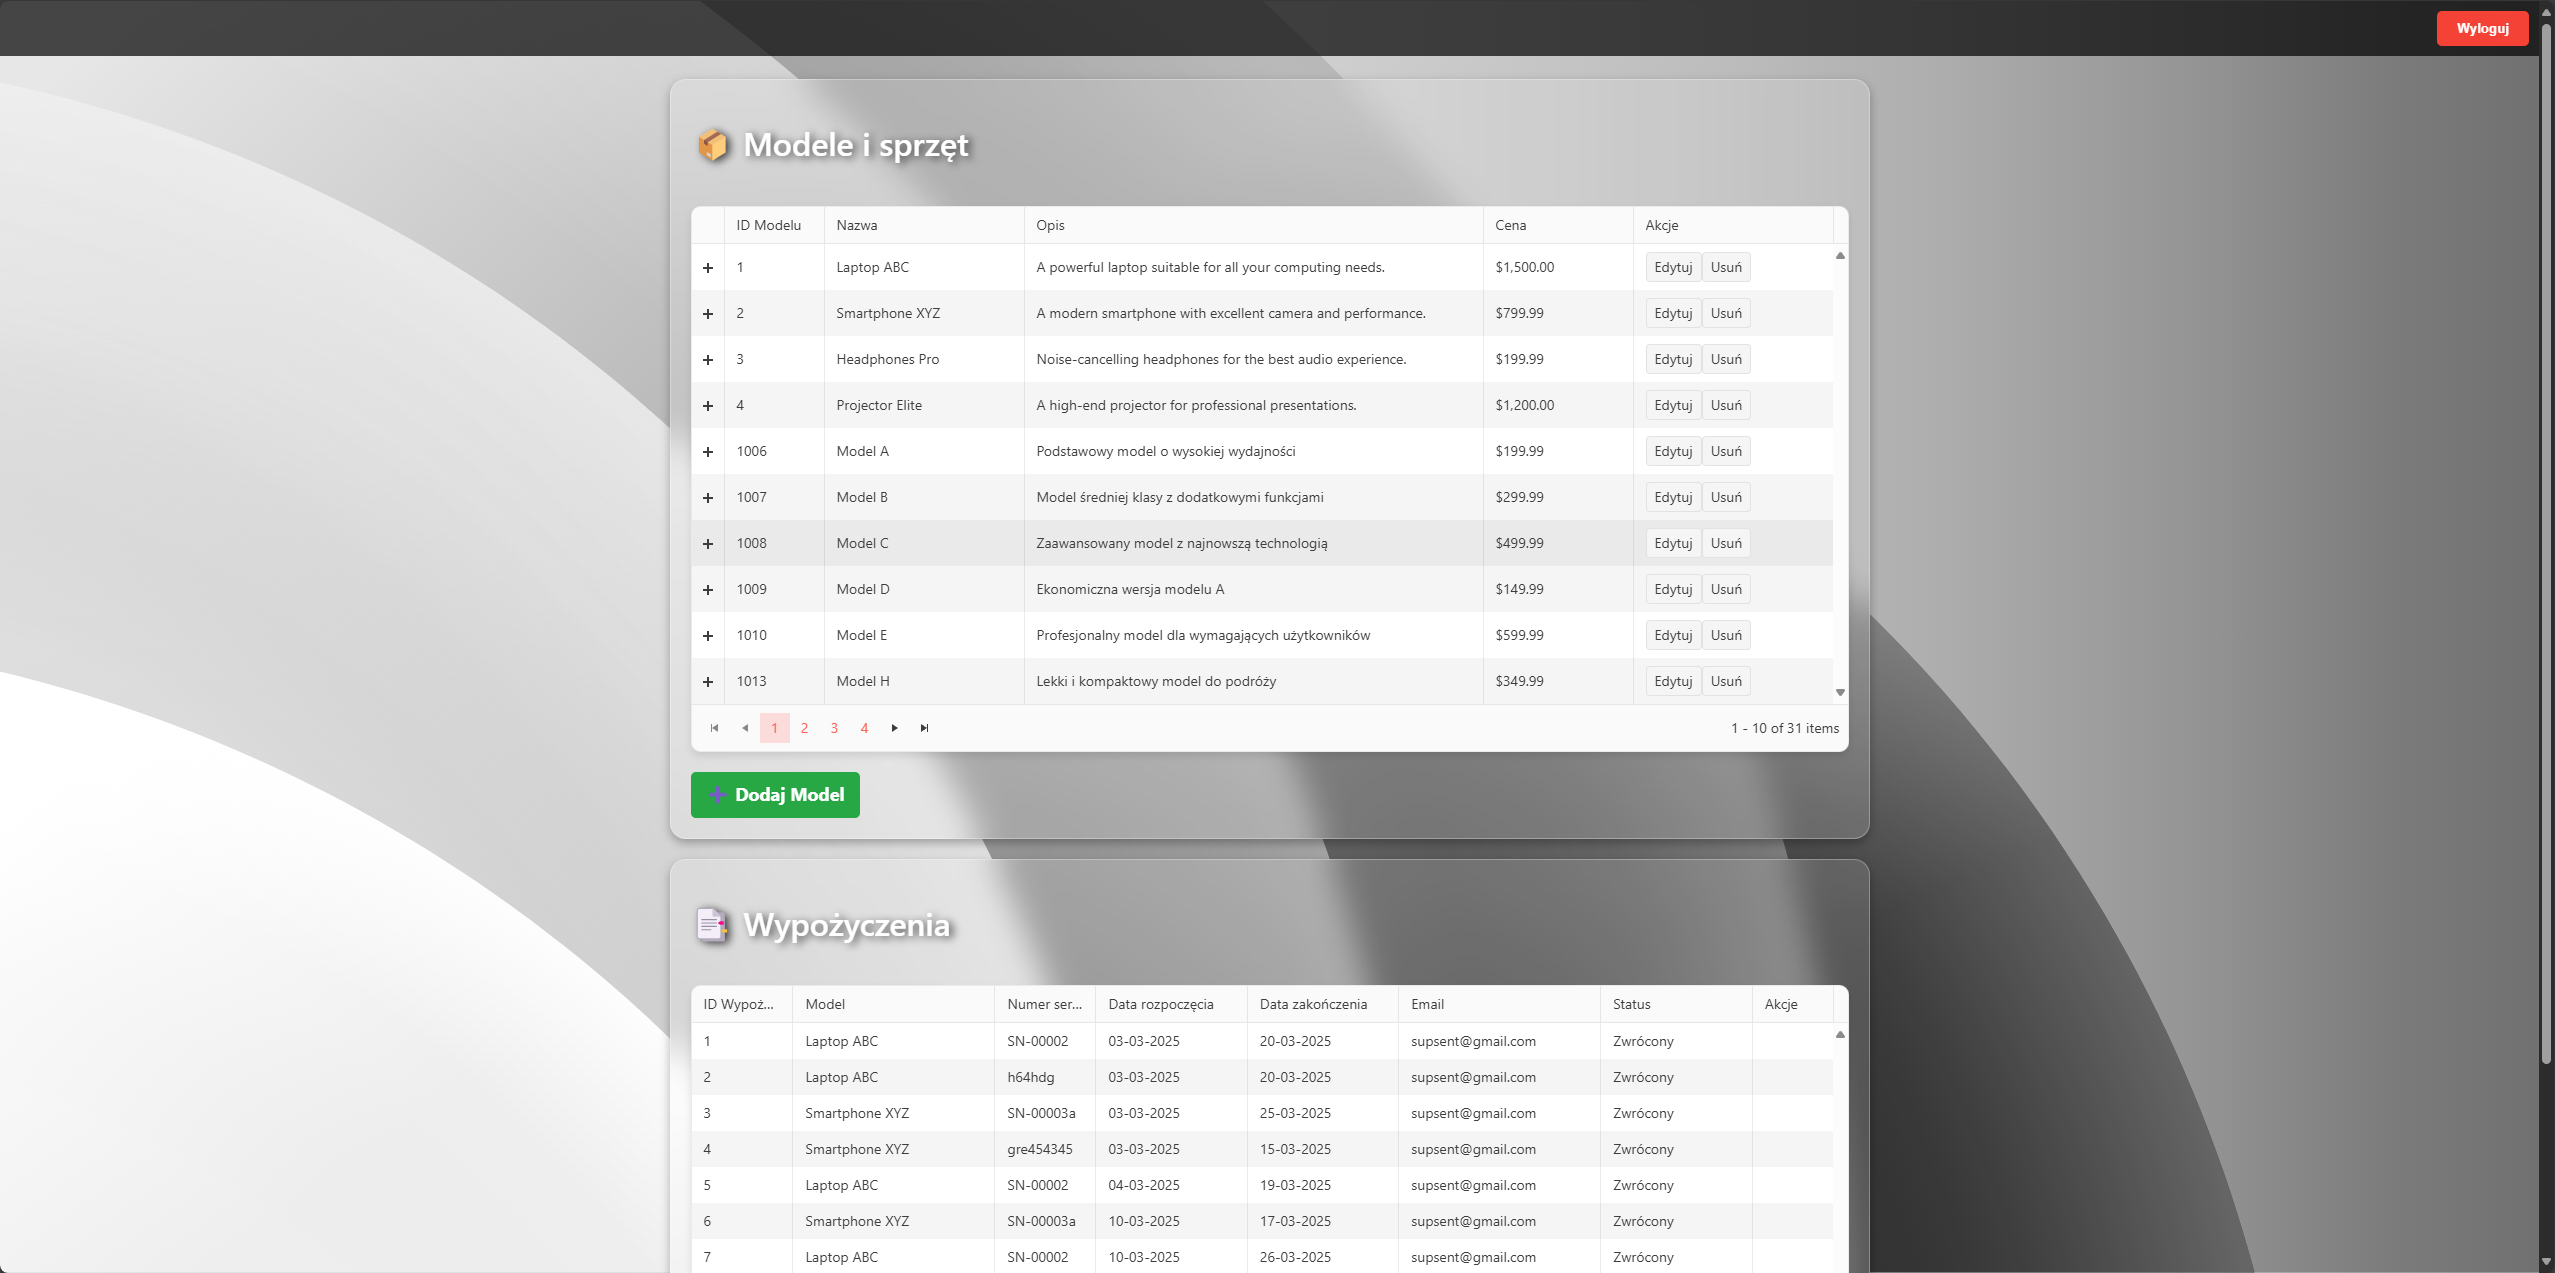 Wyloguj
Modele i sprzęt
ID Modelu Nazwa Opis Cena Akcje
1 Laptop ABC A powerful laptop suitable for all your computing needs. $1,500.00 Edytuj Usuń
2 Smartphone XYZ A modern smartphone with excellent camera and performance. $799.99 Edytuj Usuń
3 Headphones Pro Noise-cancelling headphones for the best audio experience. $199.99 Edytuj Usuń
4 Projector Elite A high-end projector for professional presentations. $1,200.00 Edytuj Usuń
1006 Model A Podstawowy model o wysokiej wydajności $199.99 Edytuj Usuń
1007 Model B Model średniej klasy z dodatkowymi funkcjami $299.99 Edytuj Usuń
1008 Model C Zaawansowany model z najnowszą technologią $499.99 Edytuj Usuń
1009 Model D Ekonomiczna wersja modelu A $149.99 Edytuj Usuń
1010 Model E Profesjonalny model dla wymagających użytkowników $599.99 Edytuj Usuń
1013 Model H Lekki i kompaktowy model do podróży $349.99 Edytuj Usuń
1 2 3 4 1 - 10 of 31 items
Dodaj Model
Wypożyczenia
ID Wypoż... Model Numer ser... Data rozpoczęcia Data zakończenia Email Status Akcje
1 Laptop ABC SN-00002 03-03-2025 20-03-2025 supsent@gmail.com Zwrócony
2 Laptop ABC h64hdg 03-03-2025 20-03-2025 supsent@gmail.com Zwrócony
3 Smartphone XYZ SN-00003a 03-03-2025 25-03-2025 supsent@gmail.com Zwrócony
4 Smartphone XYZ gre454345 03-03-2025 15-03-2025 supsent@gmail.com Zwrócony
5 Laptop ABC SN-00002 04-03-2025 19-03-2025 supsent@gmail.com Zwrócony
6 Smartphone XYZ SN-00003a 10-03-2025 17-03-2025 supsent@gmail.com Zwrócony
7 Laptop ABC SN-00002 10-03-2025 26-03-2025 supsent@gmail.com Zwrócony